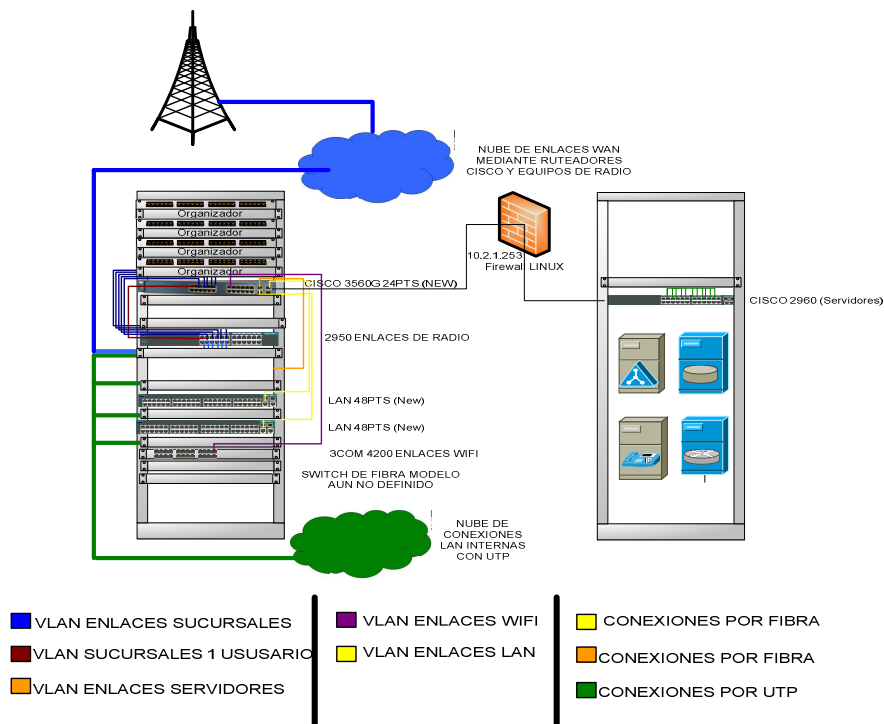 NUBE DE ENLACES WAN
MEDIANTE RUTEADORES
CISCO Y EQUIPOS DE RADIO
Organizador
Organizador
Organizador
Organizador
10.2.1.253
Firewall LINUX
CISCO 3560G 24PTS (NEW)
CISCO 2960 (Servidores)
2950 ENLACES DE RADIO
LAN 48PTS (New)
LAN 48PTS (New)
3COM 4200 ENLACES WIFI
SWITCH DE FIBRA MODELO
AUN NO DEFINIDO
NUBE DE
CONEXIONES
LAN INTERNAS
CON UTP
VLAN ENLACES SUCURSALES
VLAN SUCURSALES 1 USUSARIO
VLAN ENLACES SERVIDORES
VLAN ENLACES WIFI
VLAN ENLACES LAN
CONEXIONES POR FIBRA
CONEXIONES POR FIBRA
CONEXIONES POR UTP